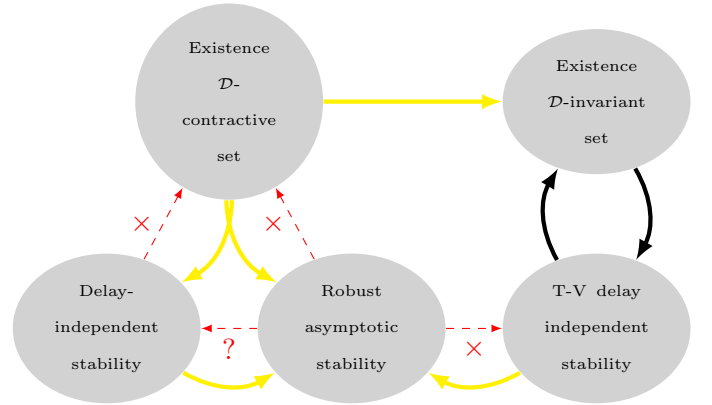 Existence
𝒟-
contractive
set
Existence
𝒟-invariant
set
×
×
Delay-
independent
stability
?
Robust
asymptotic
stability
×
T-V delay
independent
stability